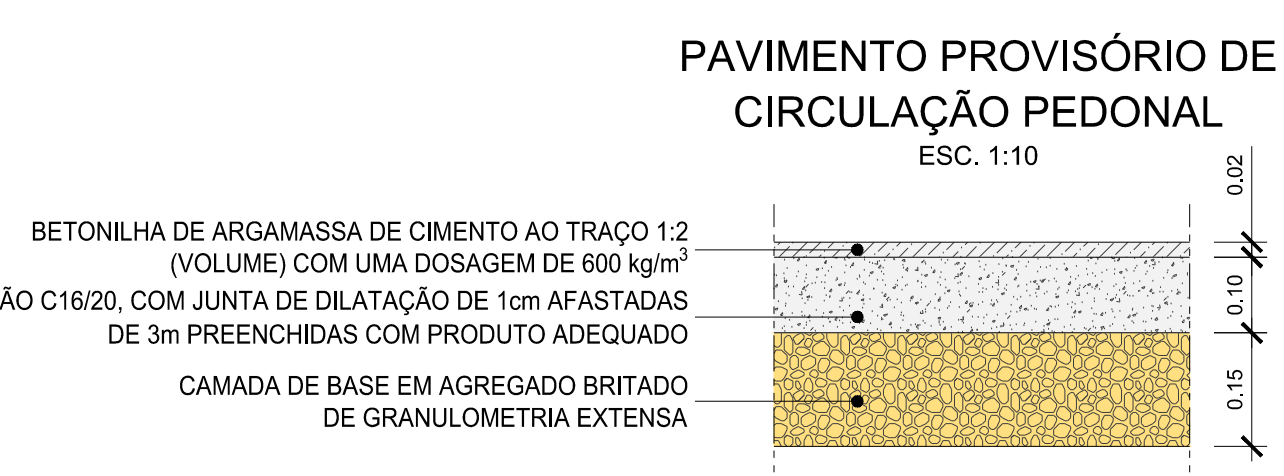 PAVIMENTO PROVISÓRIO DE
CIRCULAÇÃO PEDONAL
ESC. 1:10
BETONILHA DE ARGAMASSA DE CIMENTO AO TRAÇO 1:2
(VOLUME) COM UMA DOSAGEM DE 600 kg/m³
ÃO C16/20, COM JUNTA DE DILATAÇÃO DE 1cm AFASTADAS
DE 3m PREENCHIDAS COM PRODUTO ADEQUADO
CAMADA DE BASE EM AGREGADO BRITADO
DE GRANULOMETRIA EXTENSA
0.02
0.10
0.15